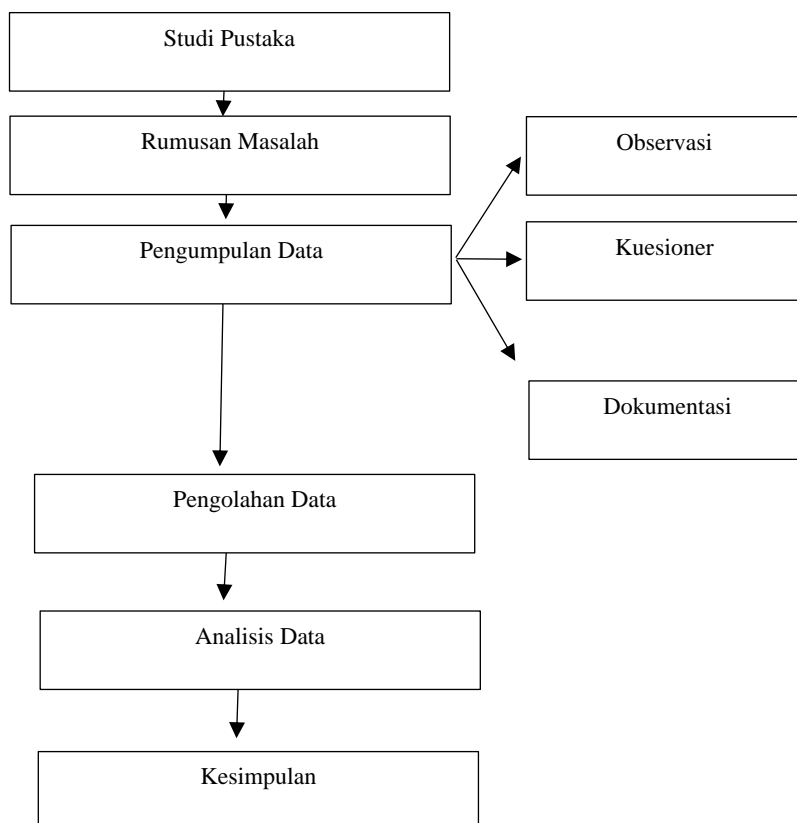 Studi Pustaka
Rumusan Masalah
Pengumpulan Data
Observasi
Kuesioner
Dokumentasi
Pengolahan Data
Analisis Data
Kesimpulan